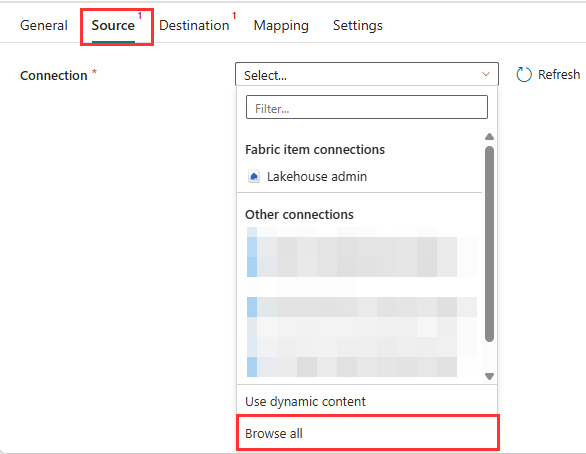 General Source 1 Destination 1 Mapping Settings
Connection * Select... Refresh
Filter...
Fabric item connections
Lakehouse admin
Other connections
Use dynamic content
Browse all